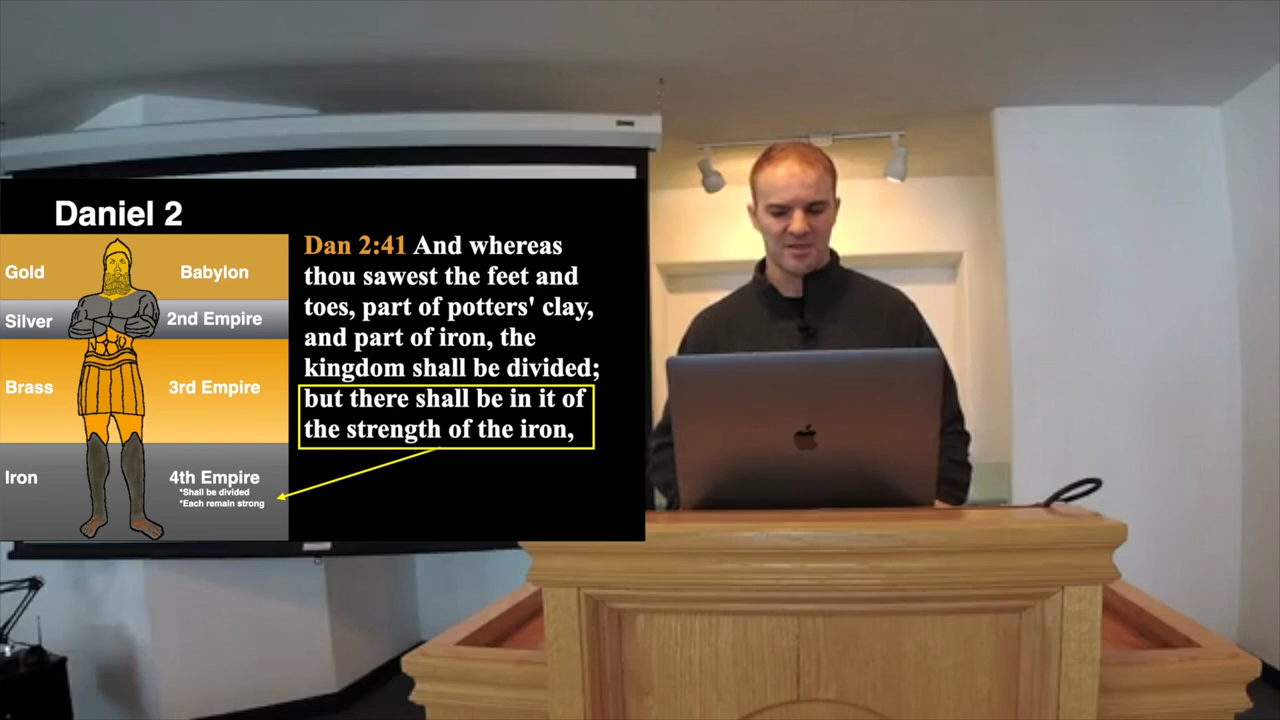 Daniel 2
Gold
Babylon
Silver
2nd Empire
Brass
3rd Empire
Iron
4th Empire
*Shall be divided
*Each remain strong
Dan 2:41 And whereas
thou sawest the feet and
toes, part of potters' clay,
and part of iron, the
kingdom shall be divided;
but there shall be in it of
the strength of the iron,